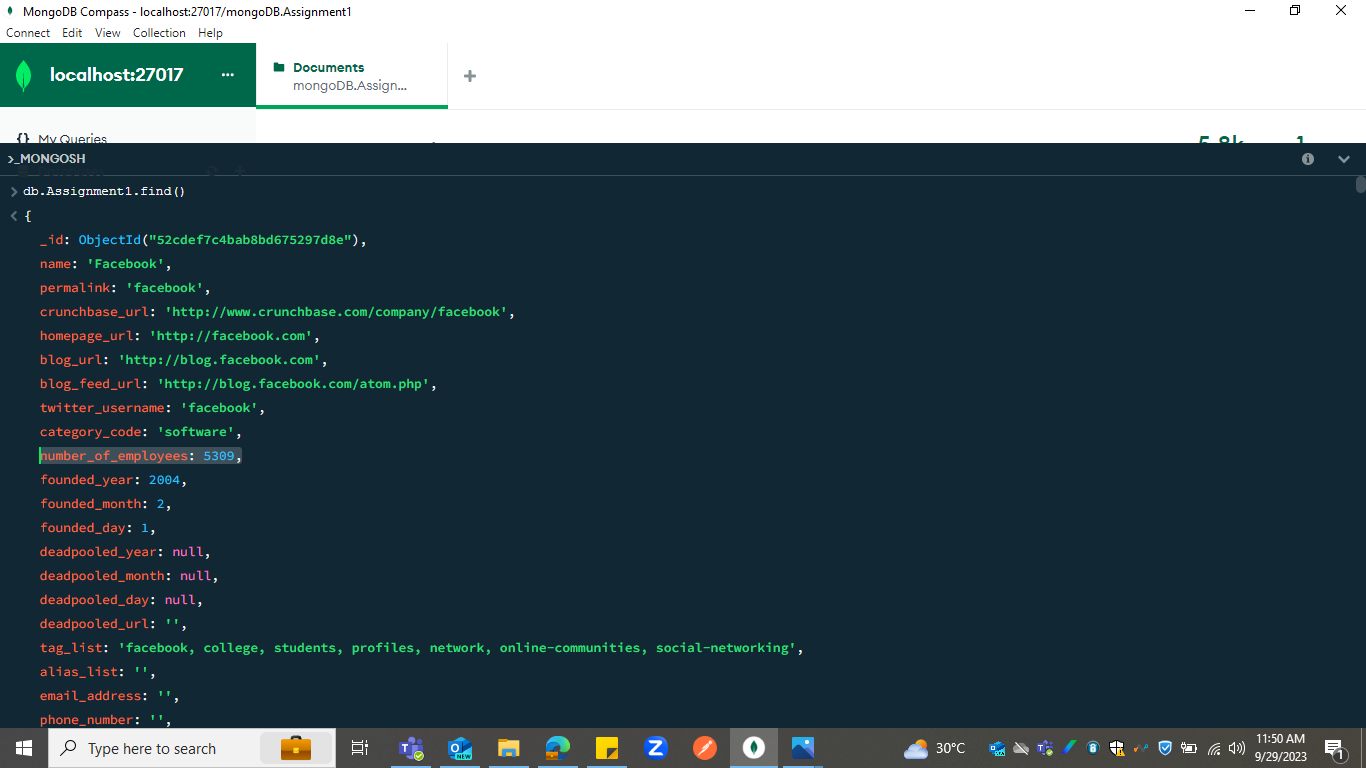 MongoDB Compass - localhost:27017/mongoDB.Assignment1
Connect Edit View Collection Help
localhost:27017 ...
Documents
mongoDB.Assign...
{} My Queries
5.8k 1
>_MONGOSH
> db.Assignment1.find()
< {
_id: ObjectId("52cdef7c4bab8bd675297d8e"),
name: 'Facebook',
permalink: 'facebook',
crunchbase_url: 'http://www.crunchbase.com/company/facebook',
homepage_url: 'http://facebook.com',
blog_url: 'http://blog.facebook.com',
blog_feed_url: 'http://blog.facebook.com/atom.php',
twitter_username: 'facebook',
category_code: 'software',
number_of_employees: 5309,
founded_year: 2004,
founded_month: 2,
founded_day: 1,
deadpooled_year: null,
deadpooled_month: null,
deadpooled_day: null,
deadpooled_url: '',
tag_list: 'facebook, college, students, profiles, network, online-communities, social-networking',
alias_list: '',
email_address: '',
phone_number: '',
Type here to search
NEW
30°C
11:50 AM
9/29/2023
1